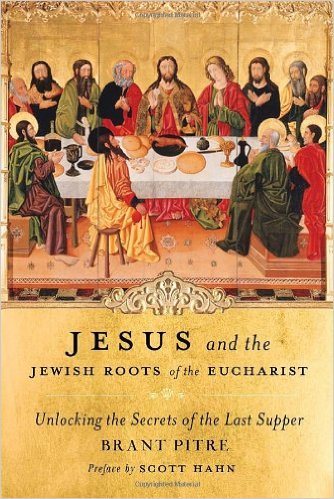 JESUS and the
JEWISH ROOTS of the EUCHARIST
Unlocking the Secrets of the Last Supper
BRANT PITRE
Preface by SCOTT HAHN